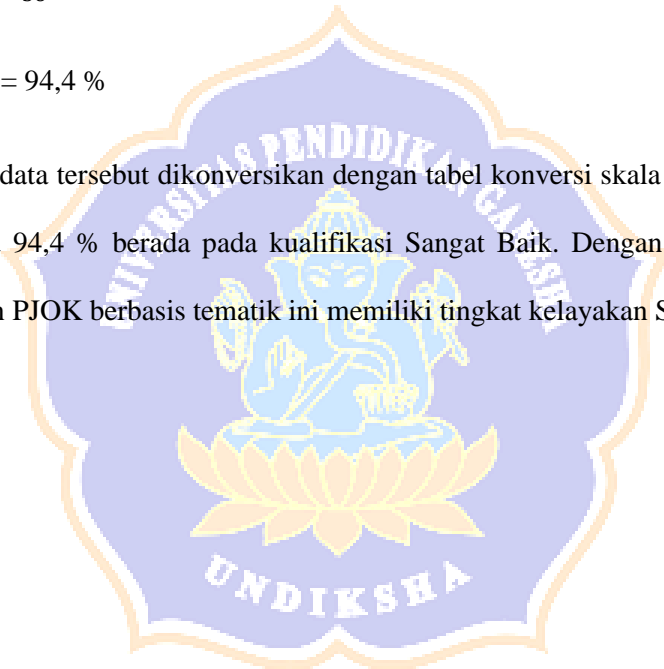 = 94,4 %
data tersebut dikonversikan dengan tabel konversi skala
94,4 % berada pada kualifikasi Sangat Baik. Dengan
PJOK berbasis tematik ini memiliki tingkat kelayakan S
UNIVERSITAS PENDIDIKAN GANESHA
UNDIKSHA